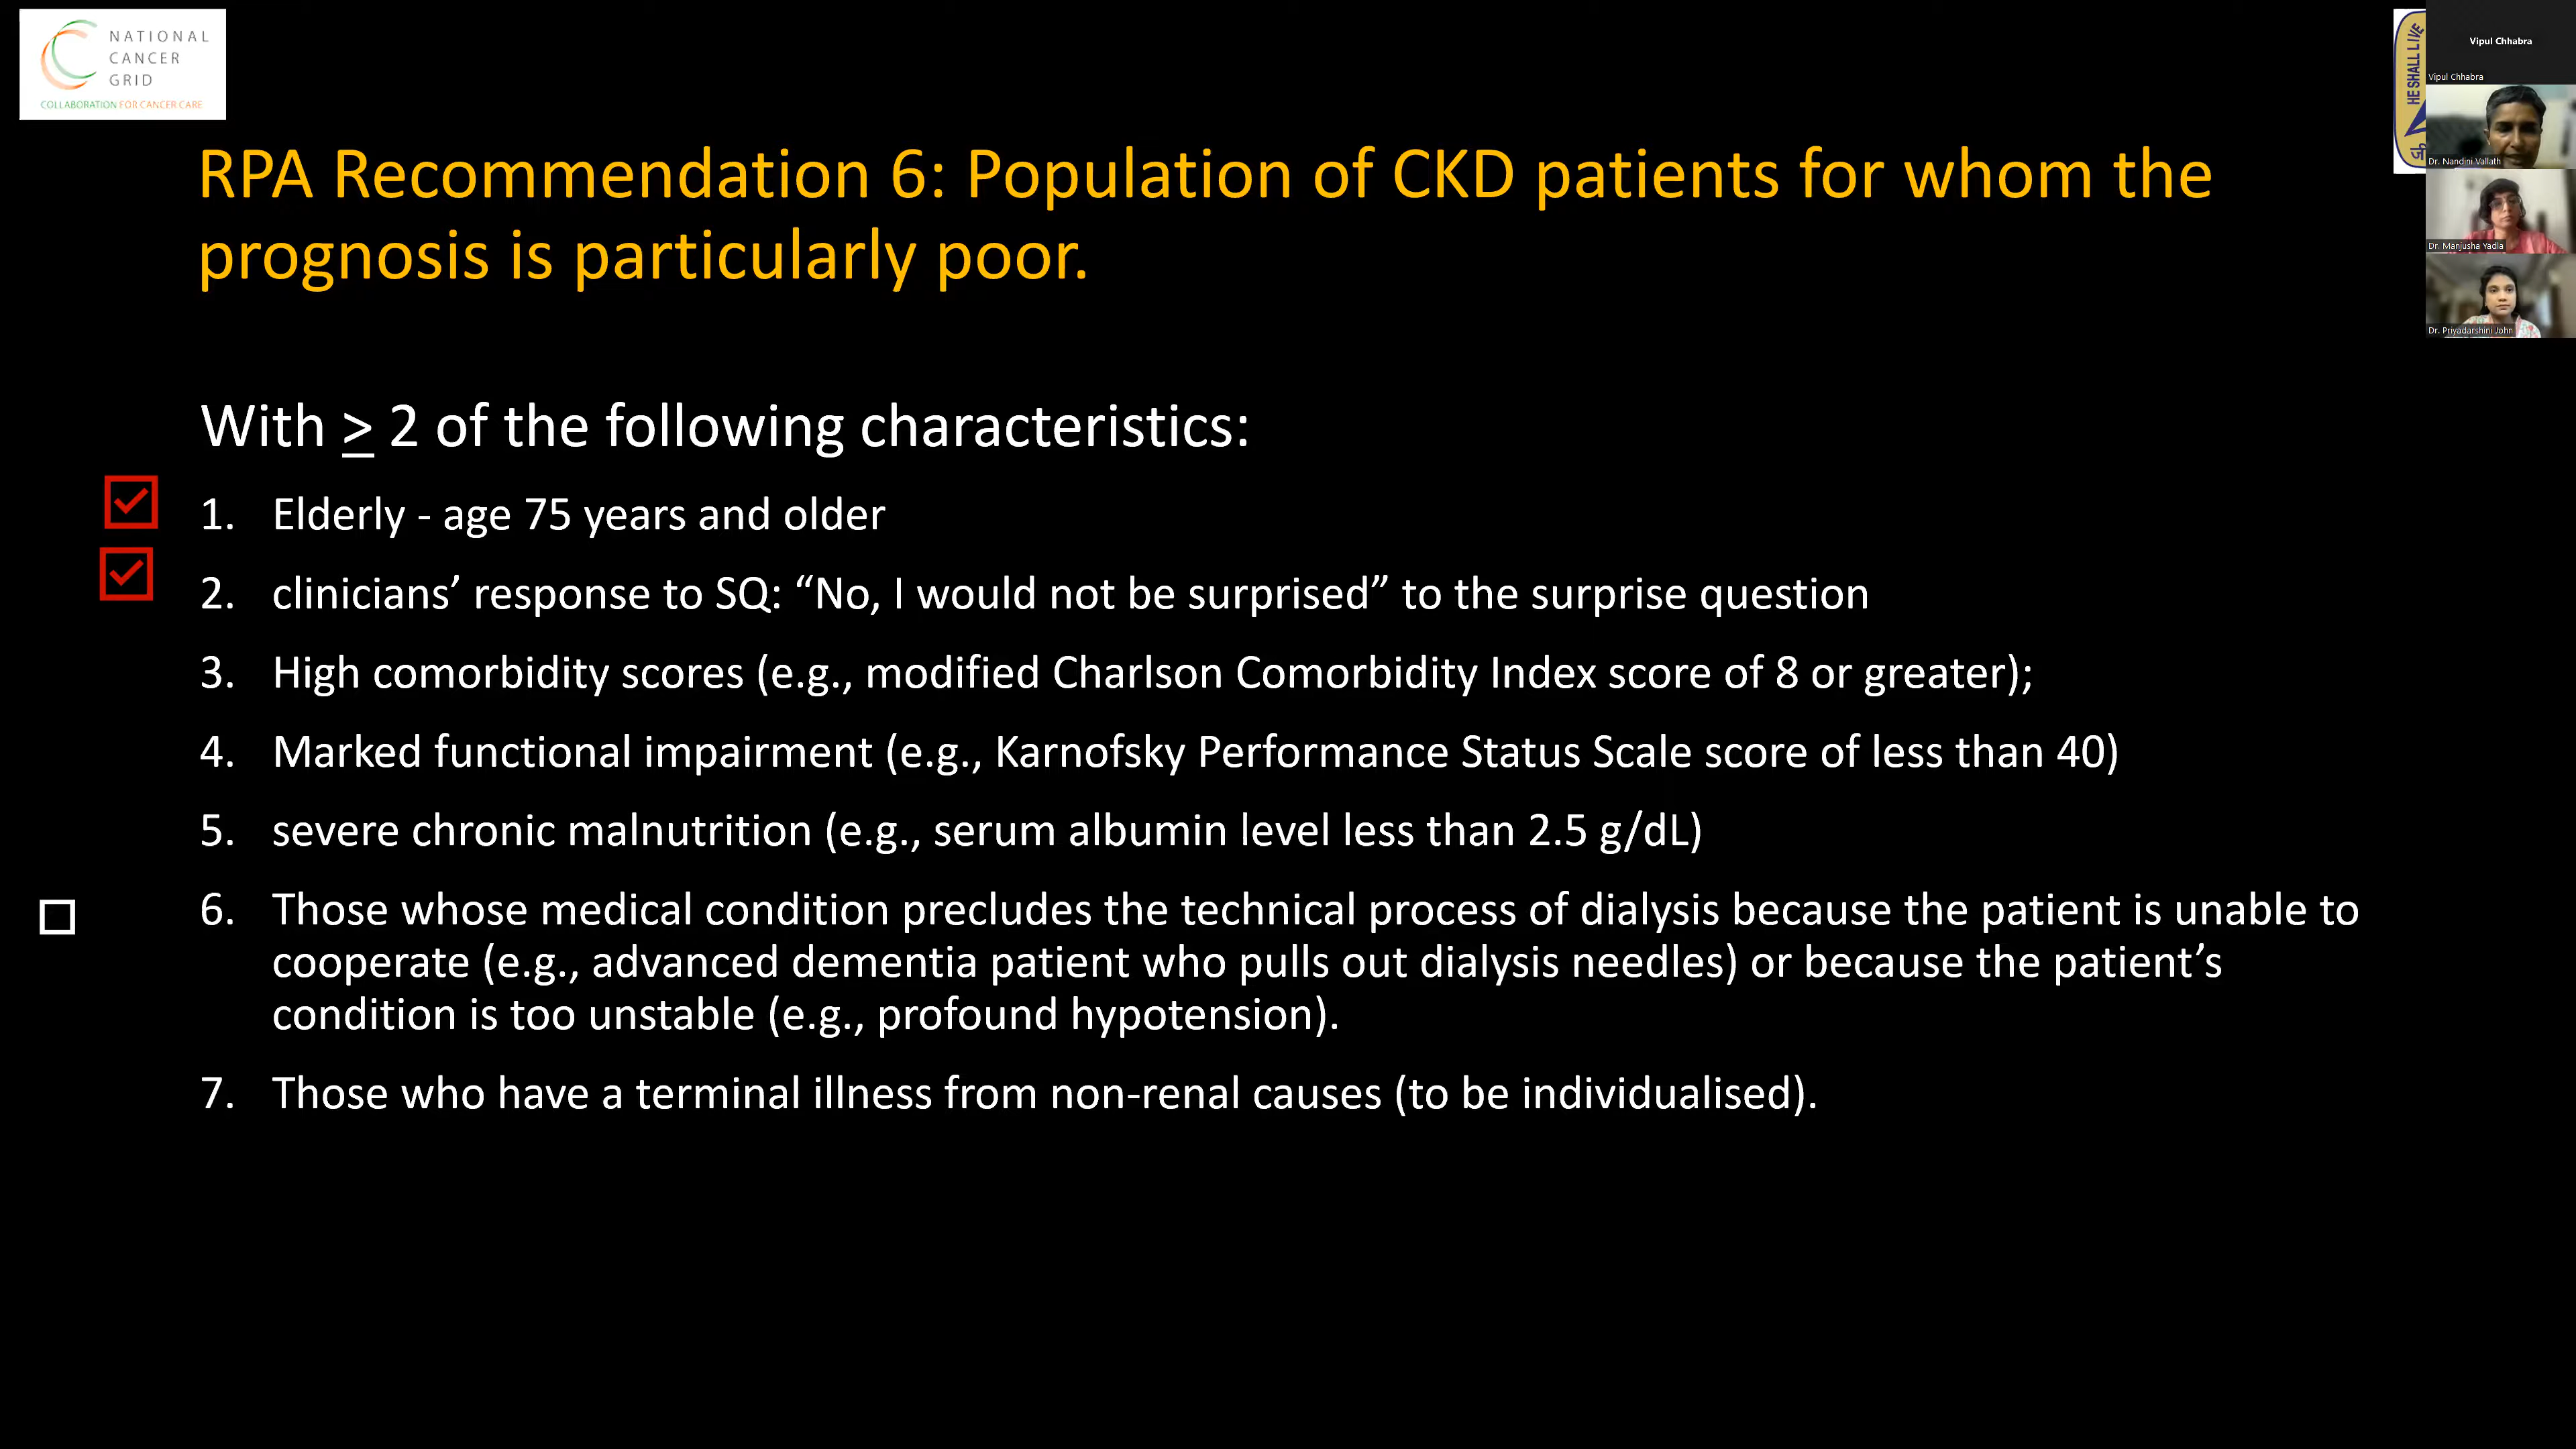 NATIONAL
CANCER
GRID
COLLABORATION FOR CANCER CARE
HE SHALL LIVE
Vipul Chhabra
Vipul Chhabra
Dr. Nandini Vallath
Dr. Manjusha Yadla
Dr. Priyadarshini John
RPA Recommendation 6: Population of CKD patients for whom the
prognosis is particularly poor.
With > 2 of the following characteristics:
1. Elderly - age 75 years and older
2. clinicians’ response to SQ: “No, I would not be surprised” to the surprise question
3. High comorbidity scores (e.g., modified Charlson Comorbidity Index score of 8 or greater);
4. Marked functional impairment (e.g., Karnofsky Performance Status Scale score of less than 40)
5. severe chronic malnutrition (e.g., serum albumin level less than 2.5 g/dL)
6. Those whose medical condition precludes the technical process of dialysis because the patient is unable to
cooperate (e.g., advanced dementia patient who pulls out dialysis needles) or because the patient’s
condition is too unstable (e.g., profound hypotension).
7. Those who have a terminal illness from non-renal causes (to be individualised).